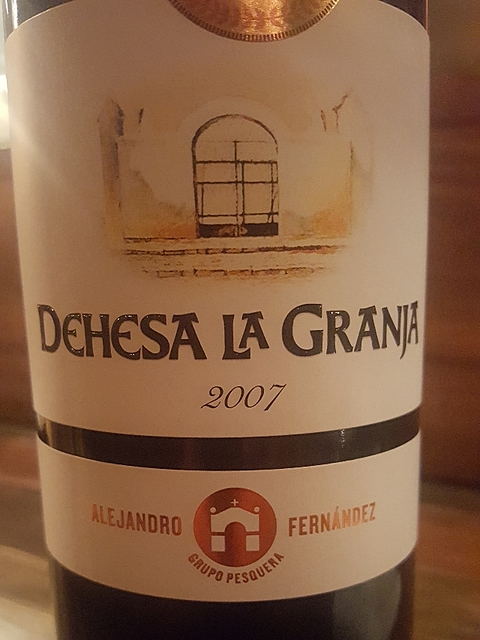 DEHESA LA GRANJA
2007
ALEJANDRO FERNÁNDEZ
GRUPO PESQUERA